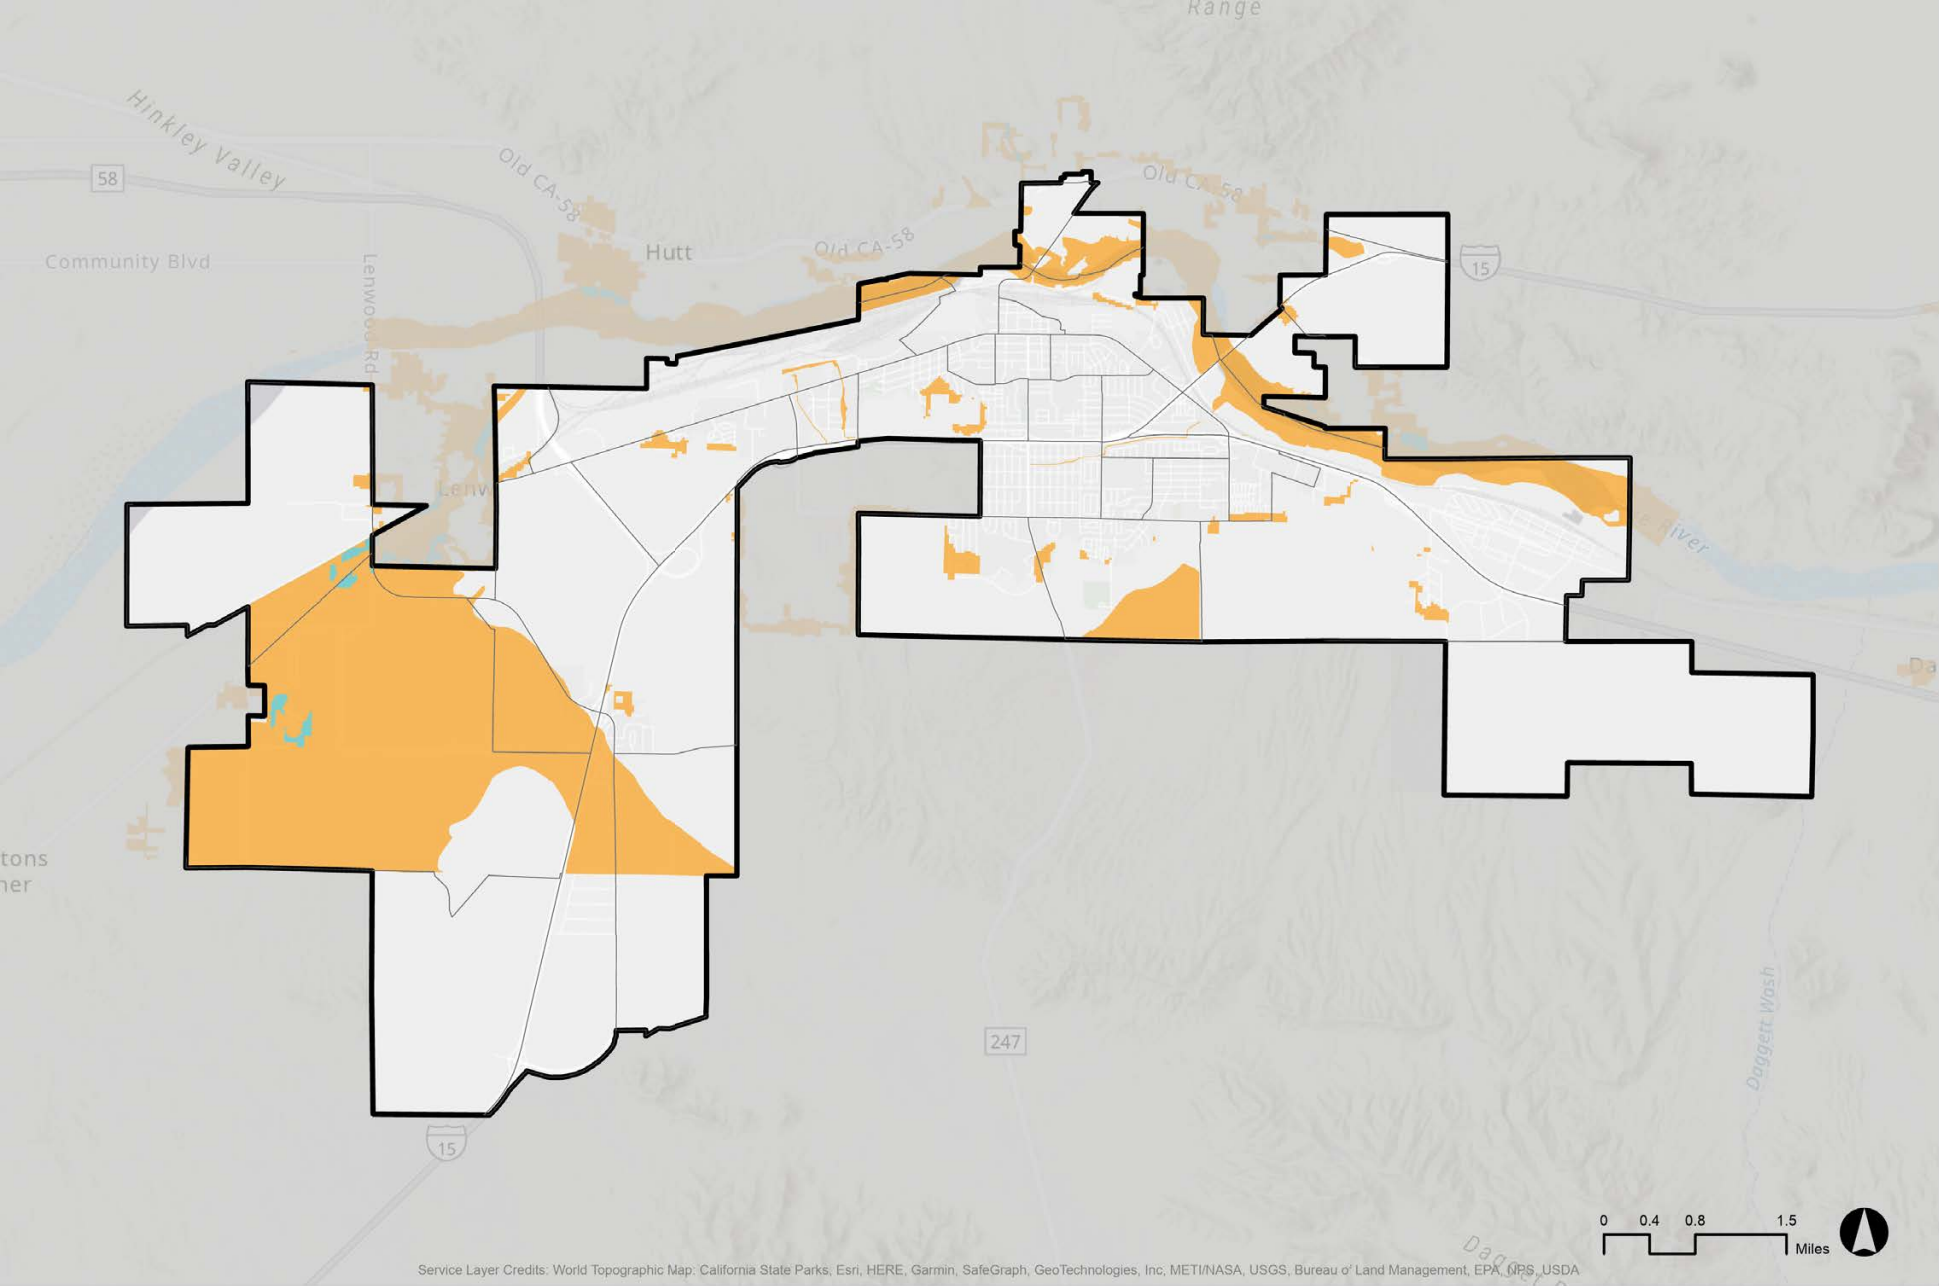 Range
Hinkley Valley
58
Old CA-58
Old CA-58
Old CA-58
Hutt
Community Blvd
Lenwood Rd
15
Lenw
River
Da
tons
ner
247
Daggett Wash
15
0 0.4 0.8 1.5
Miles
Service Layer Credits: World Topographic Map: California State Parks, Esri, HERE, Garmin, SafeGraph, GeoTechnologies, Inc, METI/NASA, USGS, Bureau of Land Management, EPA, NPS, USDA